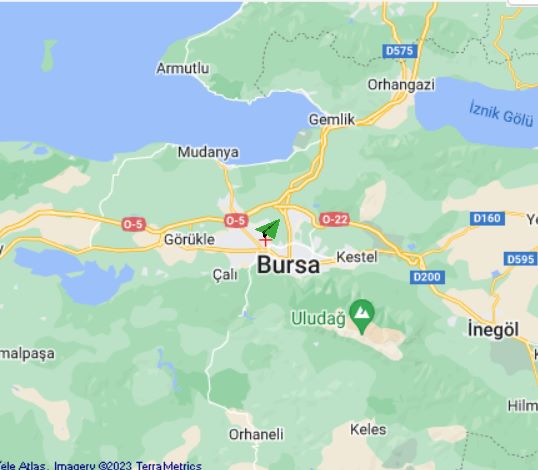 D575
Armutlu
Orhangazi
İznik Gölü
Gemlik
Mudanya
O-5
O-5
O-22
D160
Görükle
Kestel
D595
Çalı
Bursa
D200
Uludağ
İnegöl
malpaşa
Hilm
Orhaneli
Keles
Tele Atlas, Imagery ©2023 TerraMetrics